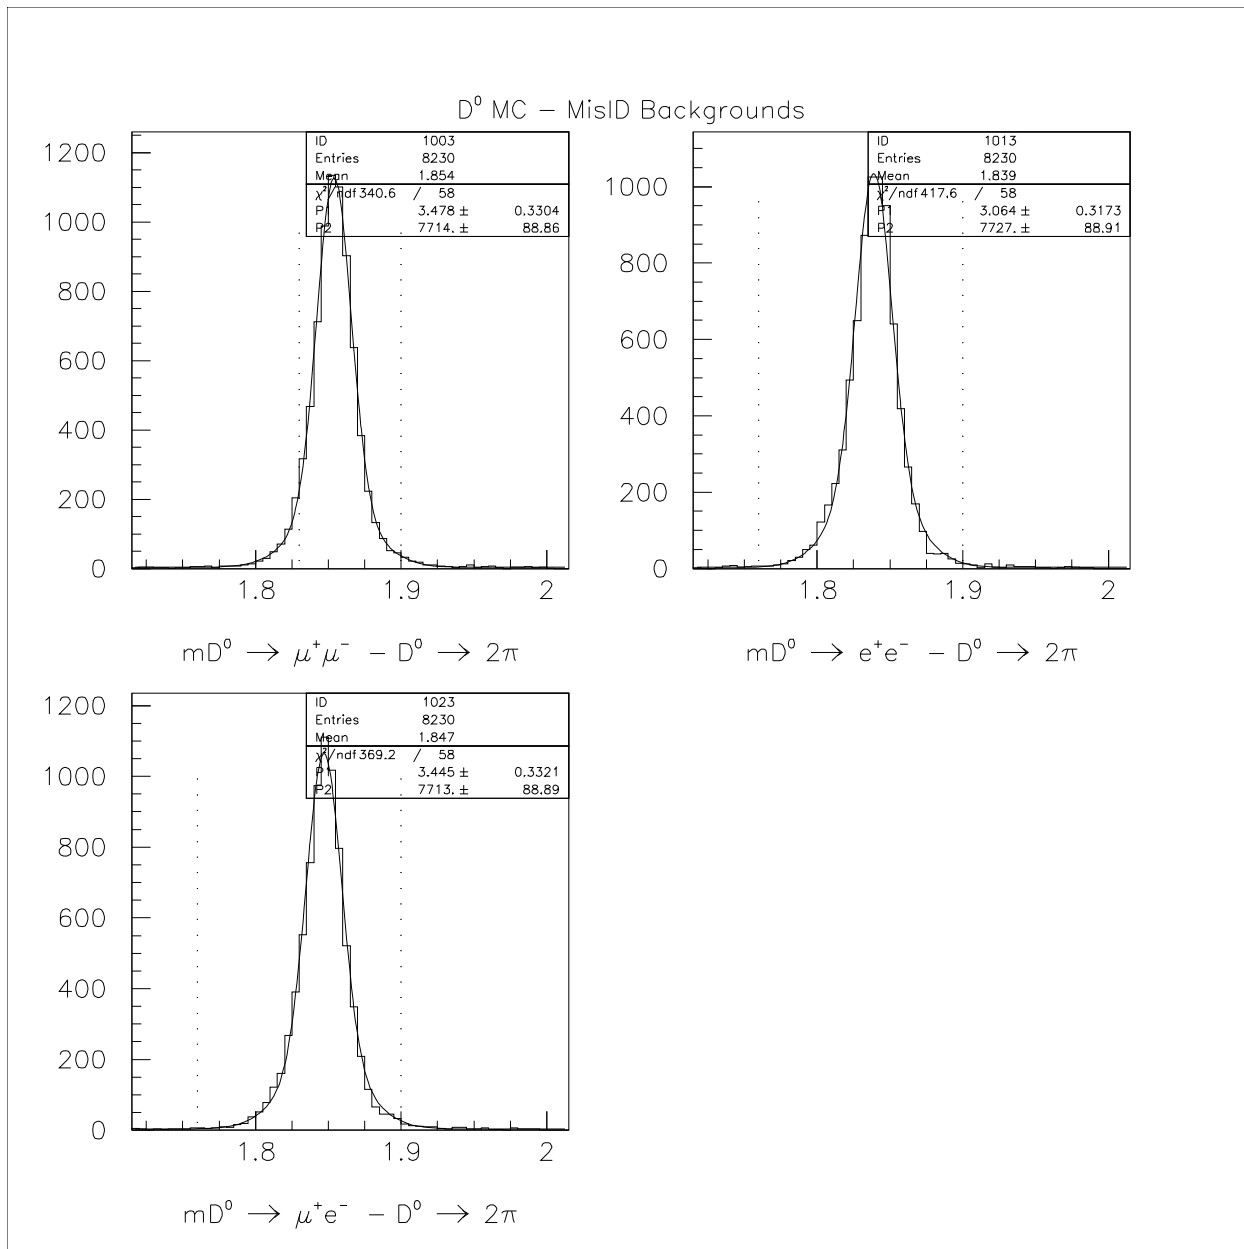 D⁰ MC – MisID Backgrounds
ID 1003
Entries 8230
Mean 1.854
χ²/ndf 340.6 / 58
P1 3.478 ± 0.3304
P2 7714. ± 88.86
1200
1000
800
600
400
200
0
1.8 1.9 2
mD⁰ → μ⁺μ⁻ – D⁰ → 2π
ID 1013
Entries 8230
Mean 1.839
χ²/ndf 417.6 / 58
P1 3.064 ± 0.3173
P2 7727. ± 88.91
1000
800
600
400
200
0
1.8 1.9 2
mD⁰ → e⁺e⁻ – D⁰ → 2π
ID 1023
Entries 8230
Mean 1.847
χ²/ndf 369.2 / 58
P1 3.445 ± 0.3321
P2 7713. ± 88.89
1200
1000
800
600
400
200
0
1.8 1.9 2
mD⁰ → μ⁺e⁻ – D⁰ → 2π